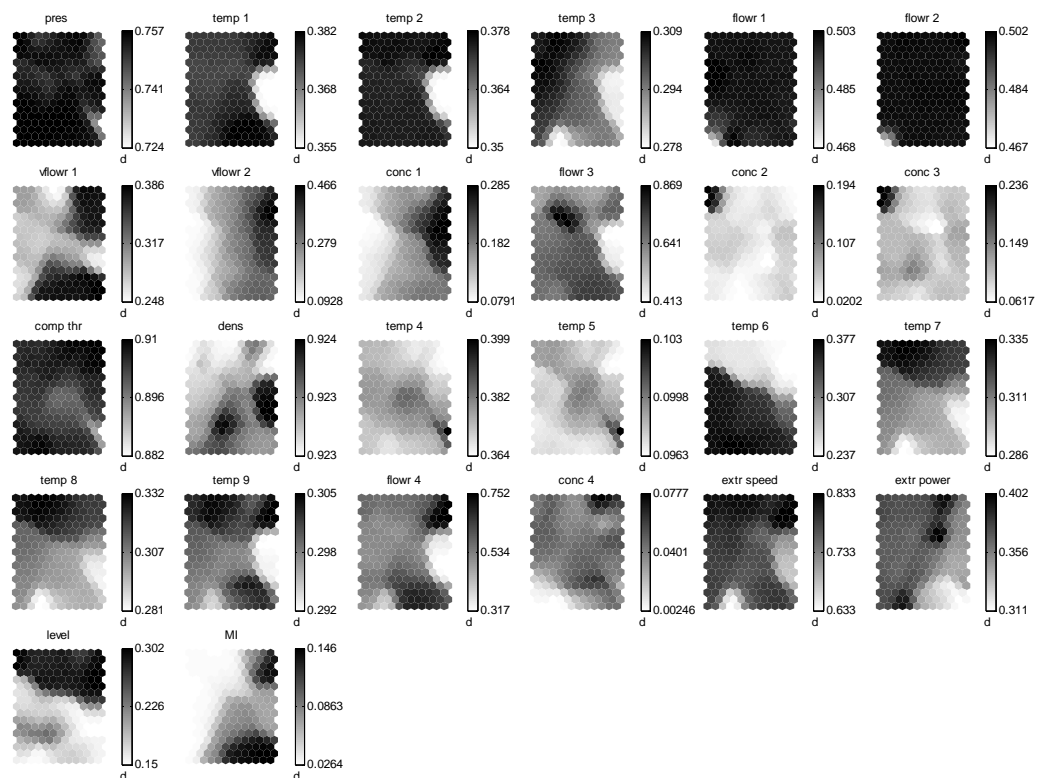 pres
temp 1
temp 2
temp 3
flowr 1
flowr 2
0.757
0.741
0.724
d
0.382
0.368
0.355
d
0.378
0.364
0.35
d
0.309
0.294
0.278
d
0.503
0.485
0.468
d
0.502
0.484
0.467
d
vflowr 1
vflowr 2
conc 1
flowr 3
conc 2
conc 3
0.386
0.317
0.248
d
0.466
0.279
0.0928
d
0.285
0.182
0.0791
d
0.869
0.641
0.413
d
0.194
0.107
0.0202
d
0.236
0.149
0.0617
d
comp thr
dens
temp 4
temp 5
temp 6
temp 7
0.91
0.896
0.882
d
0.924
0.923
0.923
d
0.399
0.382
0.364
d
0.103
0.0998
0.0963
d
0.377
0.307
0.237
d
0.335
0.311
0.286
d
temp 8
temp 9
flowr 4
conc 4
extr speed
extr power
0.332
0.307
0.281
d
0.305
0.298
0.292
d
0.752
0.534
0.317
d
0.0777
0.0401
0.00246
d
0.833
0.733
0.633
d
0.402
0.356
0.311
d
level
MI
0.302
0.226
0.15
d
0.146
0.0863
0.0264
d